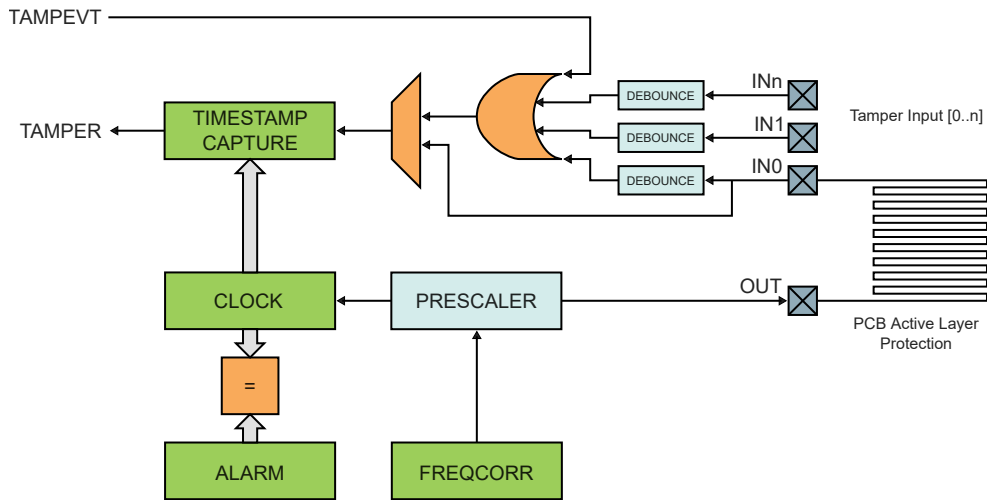 TAMPEVT
INn
DEBOUNCE
TIMESTAMP
CAPTURE
TAMPER
IN1
DEBOUNCE
Tamper Input [0..n]
IN0
DEBOUNCE
CLOCK
PRESCALER
OUT
PCB Active Layer
Protection
=
ALARM
FREQCORR